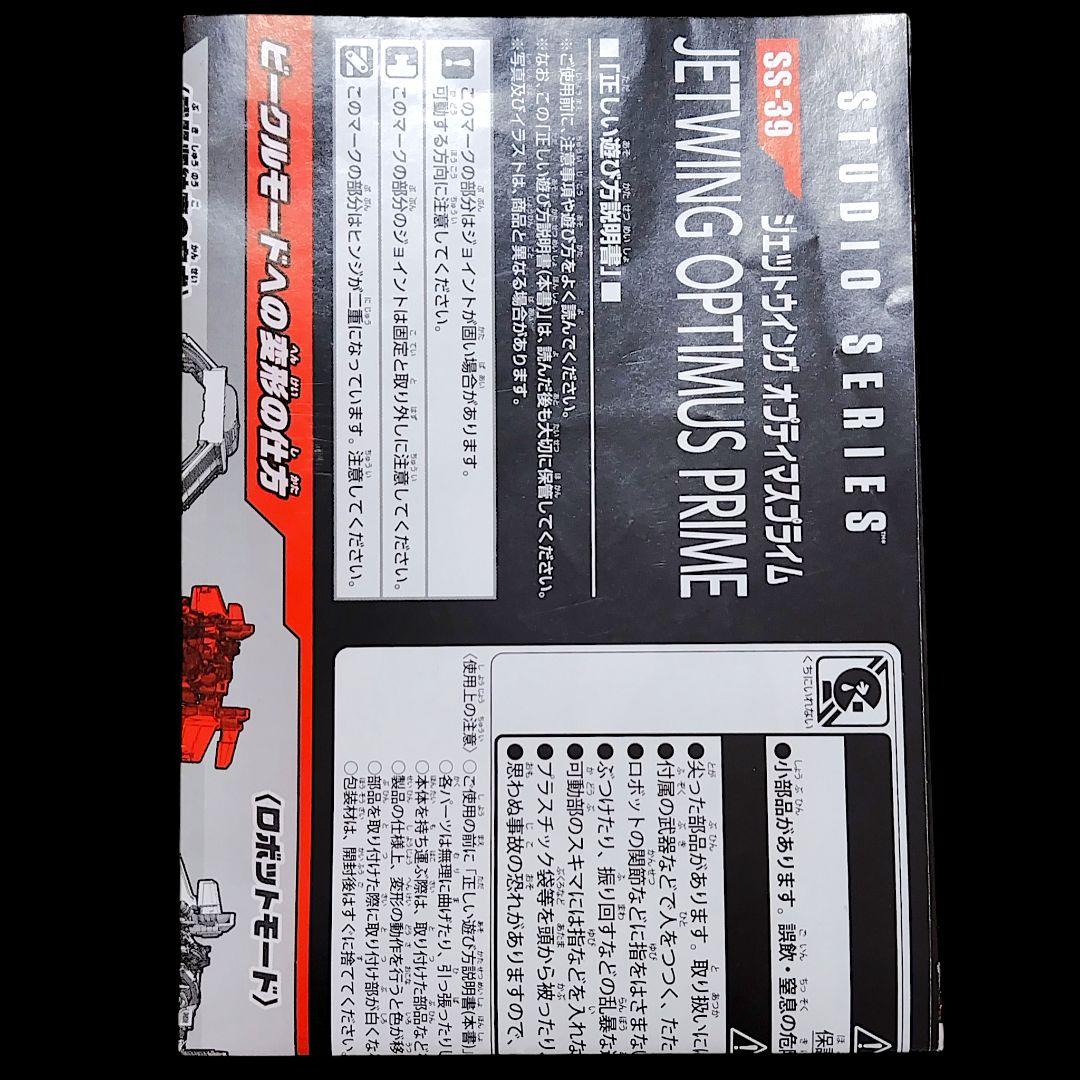 STUDIO SERIES™
SS-39
ジェットウイング オプティマスプライム
JETWING OPTIMUS PRIME
■「正しい遊び方説明書」■
※ご使用前に、注意事項や遊び方をよく読んでください。
※なお、この「正しい遊び方説明書(本書)」は、読んだ後も大切に保管してください。
※写真及びイラストは、商品と異なる場合があります。
このマークの部分はジョイントが固い場合があります。
可動する方向に注意してください。
このマークの部分のジョイントは固定と取り外しに注意してください。
このマークの部分はヒンジが二重になっています。注意してください。
ビークルモードへの変形の仕方
〈ロボットモード〉
くちにいれない
●小部品があります。誤飲・窒息の危
●尖った部品があります。取り扱いに
●付属の武器などで人をつつく、たた
●ロボットの関節などに指をはさまない
●ぶつけたり、振り回すなどの乱暴な
●可動部のスキマには指などを入れな
●プラスチック袋等を頭から被ったり、
●思わぬ事故の恐れがありますので、
〈使用上の注意〉
○ご使用の前に「正しい遊び方説明書(本書)」
○各パーツは無理に曲げたり、引っ張ったりし
○本体を持ち運ぶ際は、取り付けた部品など
○製品の仕様上、変形の動作を行うと色が移
○部品を取り付けた際に取り付け部が白くな
○包装材は、開封後はすぐに捨ててください。